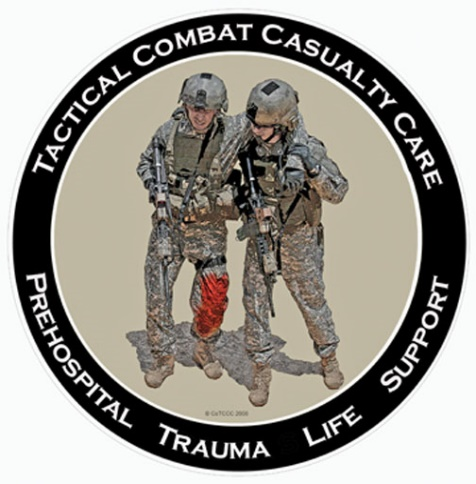 TACTICAL COMBAT CASUALTY CARE
PREHOSPITAL TRAUMA LIFE SUPPORT